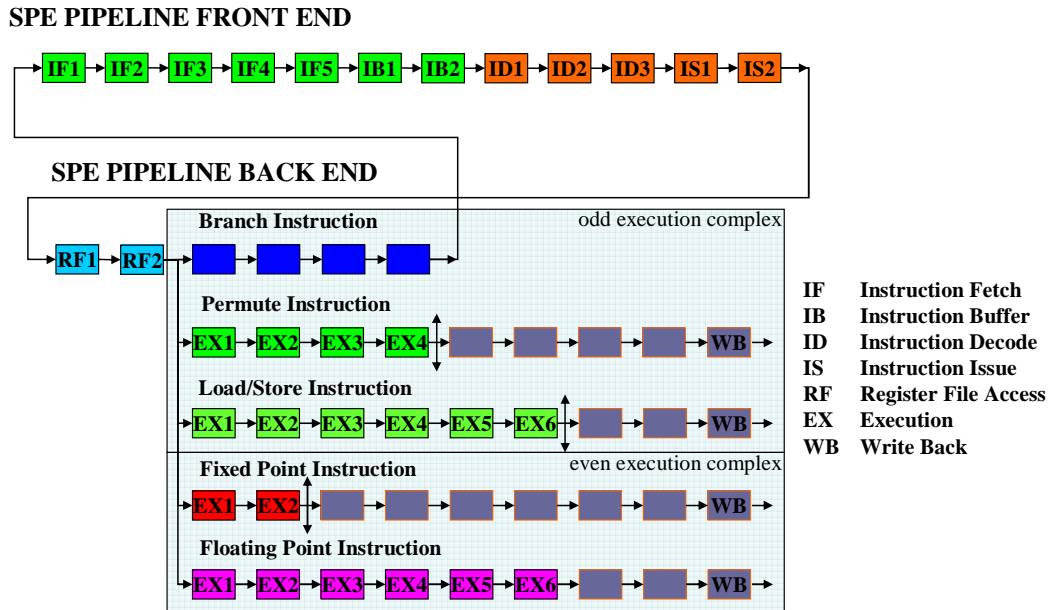 SPE PIPELINE FRONT END
IF1 IF2 IF3 IF4 IF5 IB1 IB2 ID1 ID2 ID3 IS1 IS2
SPE PIPELINE BACK END
Branch Instruction
odd execution complex
RF1 RF2
Permute Instruction
EX1 EX2 EX3 EX4 WB
Load/Store Instruction
EX1 EX2 EX3 EX4 EX5 EX6 WB
Fixed Point Instruction
even execution complex
EX1 EX2 WB
Floating Point Instruction
EX1 EX2 EX3 EX4 EX5 EX6 WB
IF Instruction Fetch
IB Instruction Buffer
ID Instruction Decode
IS Instruction Issue
RF Register File Access
EX Execution
WB Write Back